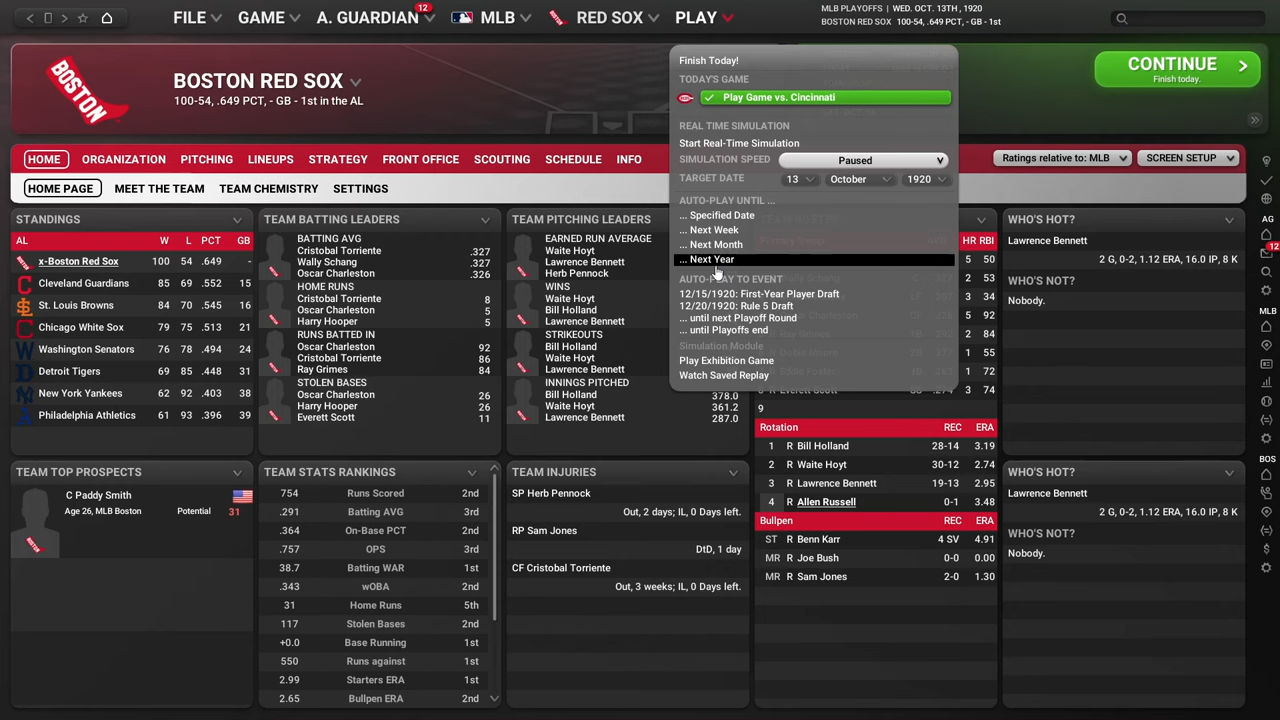 FILE
GAME
A. GUARDIAN
12
MLB
RED SOX
PLAY
MLB PLAYOFFS | WED. OCT. 13TH , 1920
BOSTON RED SOX 100-54, .649 PCT, - GB - 1st
BOSTON
BOSTON RED SOX
100-54, .649 PCT, - GB - 1st in the AL
CONTINUE
Finish today.
Finish Today!
TODAY'S GAME
Play Game vs. Cincinnati
REAL TIME SIMULATION
Start Real-Time Simulation
SIMULATION SPEED Paused
TARGET DATE 13 October 1920
AUTO-PLAY UNTIL ...
... Specified Date
... Next Week
... Next Month
... Next Year
AUTO-PLAY TO EVENT
12/15/1920: First-Year Player Draft
12/20/1920: Rule 5 Draft
... until next Playoff Round
... until Playoffs end
Simulation Module
Play Exhibition Game
Watch Saved Replay
HOME
ORGANIZATION
PITCHING
LINEUPS
STRATEGY
FRONT OFFICE
SCOUTING
SCHEDULE
INFO
Ratings relative to: MLB
SCREEN SETUP
HOME PAGE
MEET THE TEAM
TEAM CHEMISTRY
SETTINGS
STANDINGS
AL W L PCT GB
x-Boston Red Sox 100 54 .649 -
Cleveland Guardians 85 69 .552 15
St. Louis Browns 84 70 .545 16
Chicago White Sox 79 75 .513 21
Washington Senators 76 78 .494 24
Detroit Tigers 69 85 .448 31
New York Yankees 62 92 .403 38
Philadelphia Athletics 61 93 .396 39
TEAM BATTING LEADERS
BATTING AVG
Cristobal Torriente .327
Wally Schang .327
Oscar Charleston .326
HOME RUNS
Cristobal Torriente 8
Oscar Charleston 5
Harry Hooper 5
RUNS BATTED IN
Oscar Charleston 92
Cristobal Torriente 86
Ray Grimes 84
STOLEN BASES
Oscar Charleston 26
Harry Hooper 26
Everett Scott 11
TEAM PITCHING LEADERS
EARNED RUN AVERAGE
Waite Hoyt
Lawrence Bennett
Herb Pennock
WINS
Waite Hoyt
Bill Holland
Lawrence Bennett
STRIKEOUTS
Bill Holland
Waite Hoyt
Lawrence Bennett
INNINGS PITCHED
Bill Holland 378.0
Waite Hoyt 361.2
Lawrence Bennett 287.0
HR RBI
5 50
2 53
3 34
5 92
2 84
1 55
1 72
3 74
9
Rotation REC ERA
1 R Bill Holland 28-14 3.19
2 R Waite Hoyt 30-12 2.74
3 R Lawrence Bennett 19-13 2.95
4 R Allen Russell 0-1 3.48
Bullpen REC ERA
ST R Benn Karr 4 SV 4.91
MR R Joe Bush 0-0 0.00
MR R Sam Jones 2-0 1.30
WHO'S HOT?
Lawrence Bennett
2 G, 0-2, 1.12 ERA, 16.0 IP, 8 K
WHO'S NOT?
Nobody.
TEAM TOP PROSPECTS
C Paddy Smith
Age 26, MLB Boston Potential 31
TEAM STATS RANKINGS
754 Runs Scored 2nd
.291 Batting AVG 3rd
.364 On-Base PCT 2nd
.757 OPS 3rd
38.7 Batting WAR 1st
.343 wOBA 2nd
31 Home Runs 5th
117 Stolen Bases 2nd
+0.0 Base Running 1st
550 Runs against 1st
2.99 Starters ERA 1st
2.65 Bullpen ERA 2nd
TEAM INJURIES
SP Herb Pennock
Out, 2 days; IL, 0 Days left.
RP Sam Jones
DtD, 1 day
CF Cristobal Torriente
Out, 3 weeks; IL, 0 Days left.
WHO'S HOT?
Lawrence Bennett
2 G, 0-2, 1.12 ERA, 16.0 IP, 8 K
WHO'S NOT?
Nobody.
AG
12
MLB
BOS